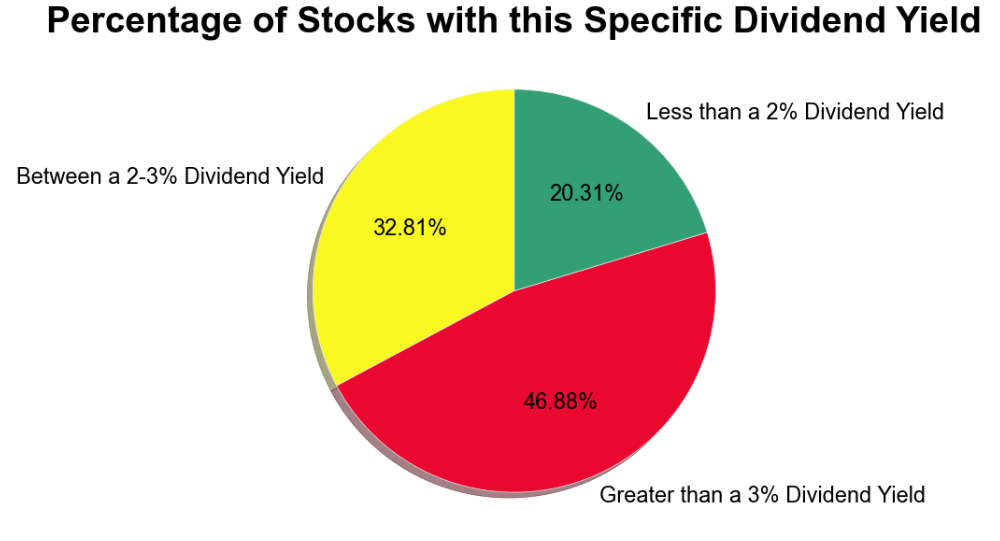 Percentage of Stocks with this Specific Dividend Yield
Less than a 2% Dividend Yield
Between a 2-3% Dividend Yield
20.31%
32.81%
46.88%
Greater than a 3% Dividend Yield